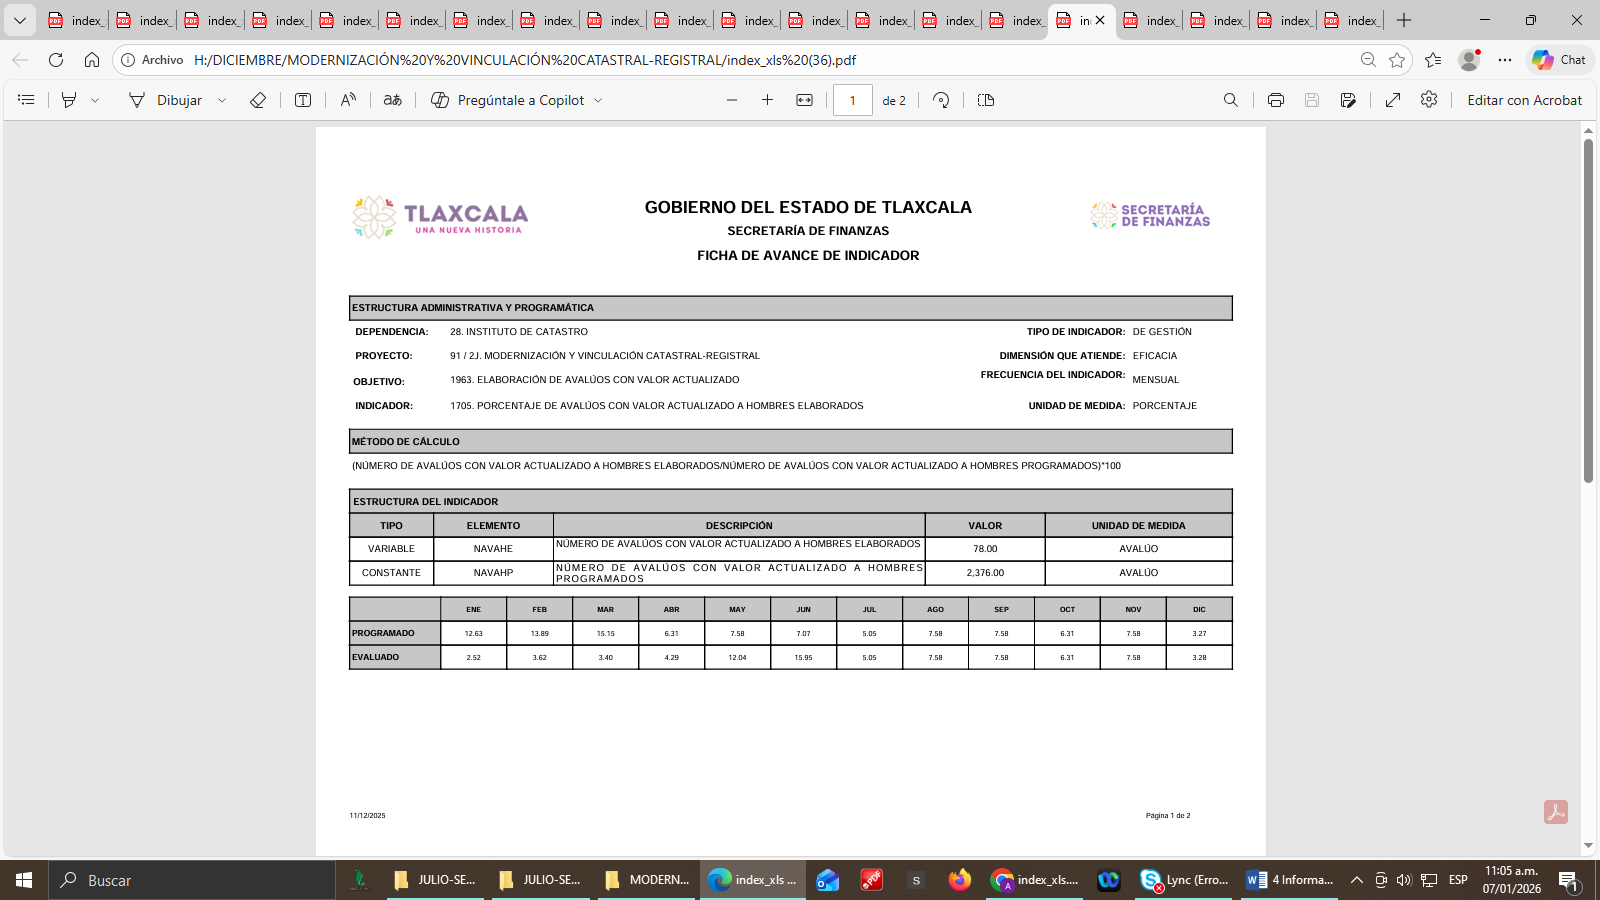 index_ index_ index_ index_ index_ index_ index_ index_ index_ index_ index_ index_ index_ index_ index_ in index_ index_ index_ index_
Archivo H:/DICIEMBRE/MODERNIZACIÓN%20Y%20VINCULACIÓN%20CATASTRAL-REGISTRAL/index_xls%20(36).pdf Chat
Dibujar Pregúntale a Copilot 1 de 2 Editar con Acrobat
TLAXCALA
UNA NUEVA HISTORIA
GOBIERNO DEL ESTADO DE TLAXCALA
SECRETARÍA DE FINANZAS
FICHA DE AVANCE DE INDICADOR
SECRETARÍA
DE FINANZAS
ESTRUCTURA ADMINISTRATIVA Y PROGRAMÁTICA
DEPENDENCIA: 28. INSTITUTO DE CATASTRO TIPO DE INDICADOR: DE GESTIÓN
PROYECTO: 91 / 2J. MODERNIZACIÓN Y VINCULACIÓN CATASTRAL-REGISTRAL DIMENSIÓN QUE ATIENDE: EFICACIA
OBJETIVO: 1963. ELABORACIÓN DE AVALÚOS CON VALOR ACTUALIZADO FRECUENCIA DEL INDICADOR: MENSUAL
INDICADOR: 1705. PORCENTAJE DE AVALÚOS CON VALOR ACTUALIZADO A HOMBRES ELABORADOS UNIDAD DE MEDIDA: PORCENTAJE
MÉTODO DE CÁLCULO
(NÚMERO DE AVALÚOS CON VALOR ACTUALIZADO A HOMBRES ELABORADOS/NÚMERO DE AVALÚOS CON VALOR ACTUALIZADO A HOMBRES PROGRAMADOS)*100
ESTRUCTURA DEL INDICADOR
TIPO ELEMENTO DESCRIPCIÓN VALOR UNIDAD DE MEDIDA
VARIABLE NAVAHE NÚMERO DE AVALÚOS CON VALOR ACTUALIZADO A HOMBRES ELABORADOS 78.00 AVALÚO
CONSTANTE NAVAHP NÚMERO DE AVALÚOS CON VALOR ACTUALIZADO A HOMBRES PROGRAMADOS 2,376.00 AVALÚO
ENE FEB MAR ABR MAY JUN JUL AGO SEP OCT NOV DIC
PROGRAMADO 12.63 13.89 15.15 6.31 7.58 7.07 5.05 7.58 7.58 6.31 7.58 3.27
EVALUADO 2.52 3.62 3.40 4.29 12.04 15.95 5.05 7.58 7.58 6.31 7.58 3.28
11/12/2025 Página 1 de 2
Buscar JULIO-SE... JULIO-SE... MODERN... index_xls ... index_xls.... Lync (Erro... 4 Informa... ESP 11:05 a.m.
07/01/2026 1